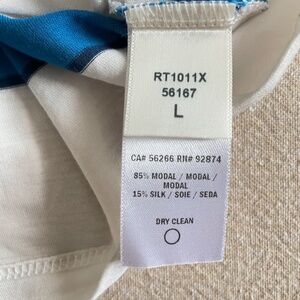 RT1011X
56167
L
CA# 56266 RN# 92874
85% MODAL / MODAL /
MODAL
15% SILK / SOIE / SEDA
DRY CLEAN